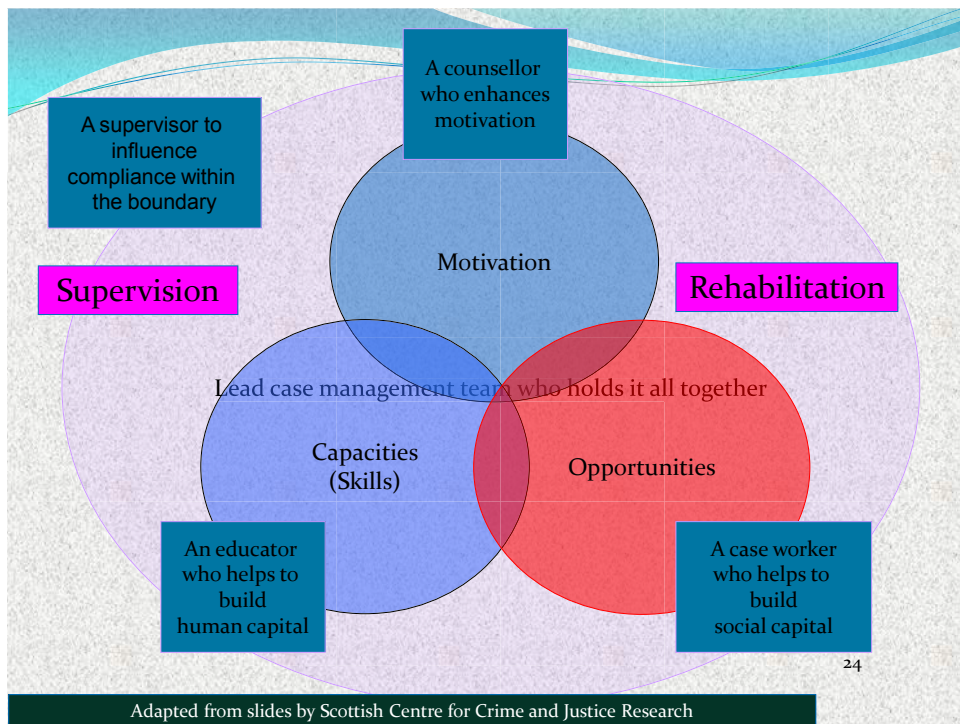 A counsellor
who enhances
motivation
A supervisor to
influence
compliance within
the boundary
Motivation
Supervision
Rehabilitation
Lead case management team who holds it all together
Capacities
(Skills)
Opportunities
An educator
who helps to
build
human capital
A case worker
who helps to
build
social capital
24
Adapted from slides by Scottish Centre for Crime and Justice Research